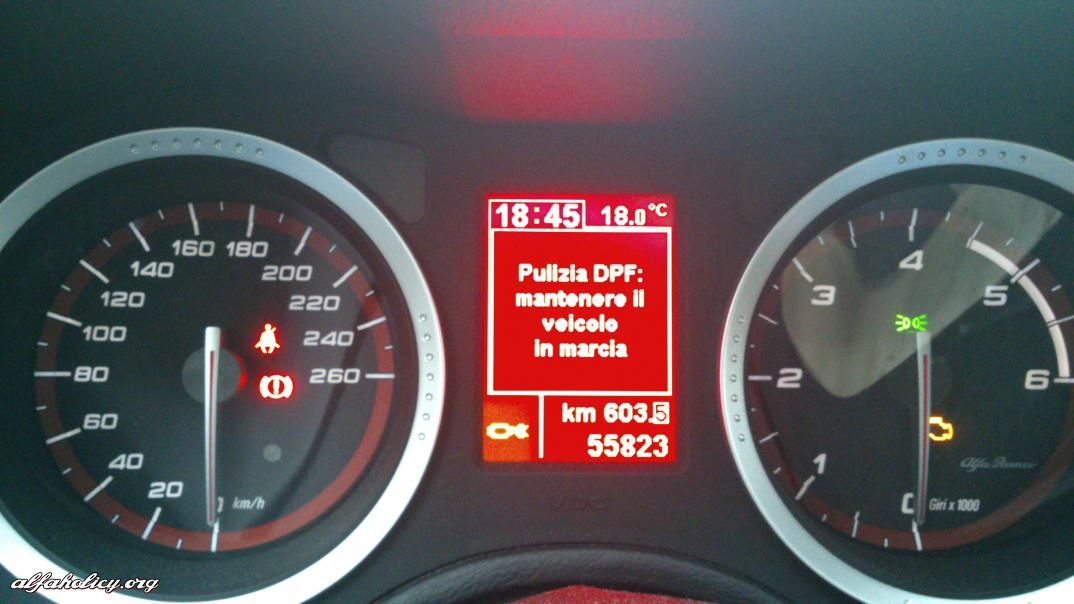 18:45 18.0°C
Pulizia DPF:
mantenere il
veicolo
in marcia
km 603.5
55823
0
20
40
60
80
100
120
140
160
180
200
220
240
260
km/h
VDO
0
1
2
3
4
5
6
Alfa Romeo
Giri x 1000
alfaholicy.org